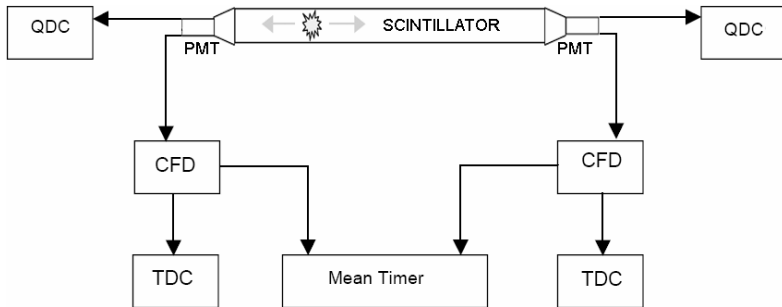 QDC
SCINTILLATOR
QDC
PMT
PMT
CFD
CFD
TDC
Mean Timer
TDC